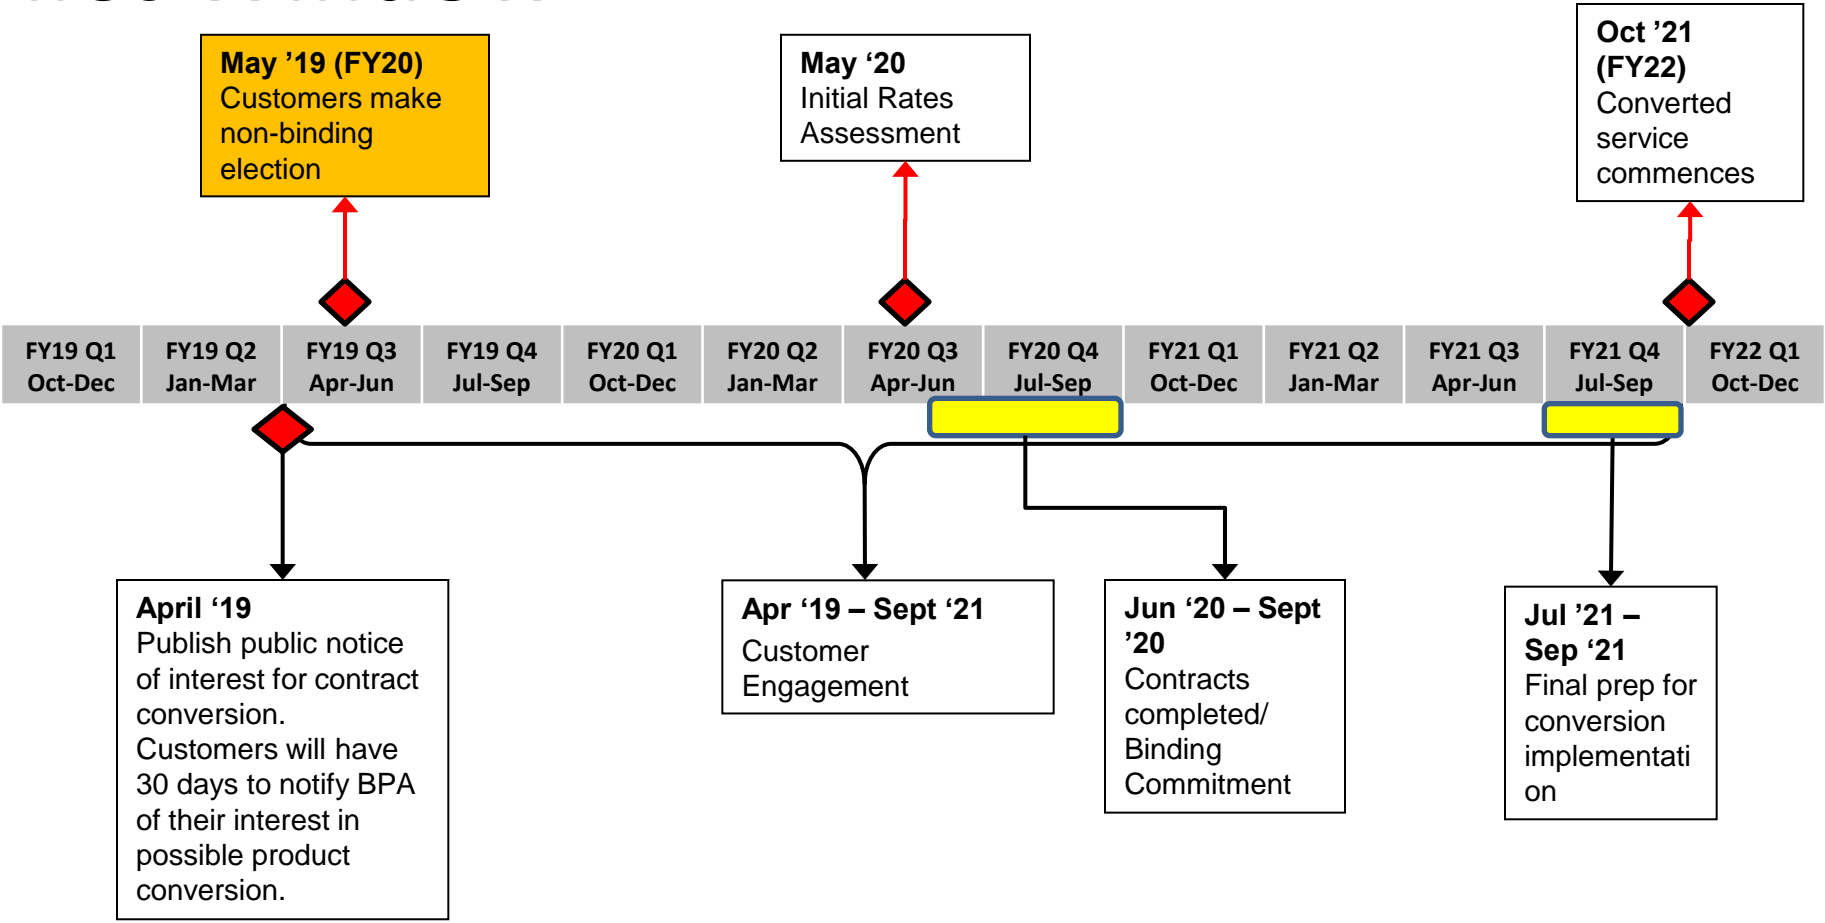 May ’19 (FY20)
Customers make
non-binding
election
May ‘20
Initial Rates
Assessment
Oct ’21
(FY22)
Converted
service
commences
FY19 Q1
Oct-Dec
FY19 Q2
Jan-Mar
FY19 Q3
Apr-Jun
FY19 Q4
Jul-Sep
FY20 Q1
Oct-Dec
FY20 Q2
Jan-Mar
FY20 Q3
Apr-Jun
FY20 Q4
Jul-Sep
FY21 Q1
Oct-Dec
FY21 Q2
Jan-Mar
FY21 Q3
Apr-Jun
FY21 Q4
Jul-Sep
FY22 Q1
Oct-Dec
April ‘19
Publish public notice
of interest for contract
conversion.
Customers will have
30 days to notify BPA
of their interest in
possible product
conversion.
Apr ‘19 – Sept ‘21
Customer
Engagement
Jun ‘20 – Sept
’20
Contracts
completed/
Binding
Commitment
Jul ’21 –
Sep ‘21
Final prep for
conversion
implementati
on